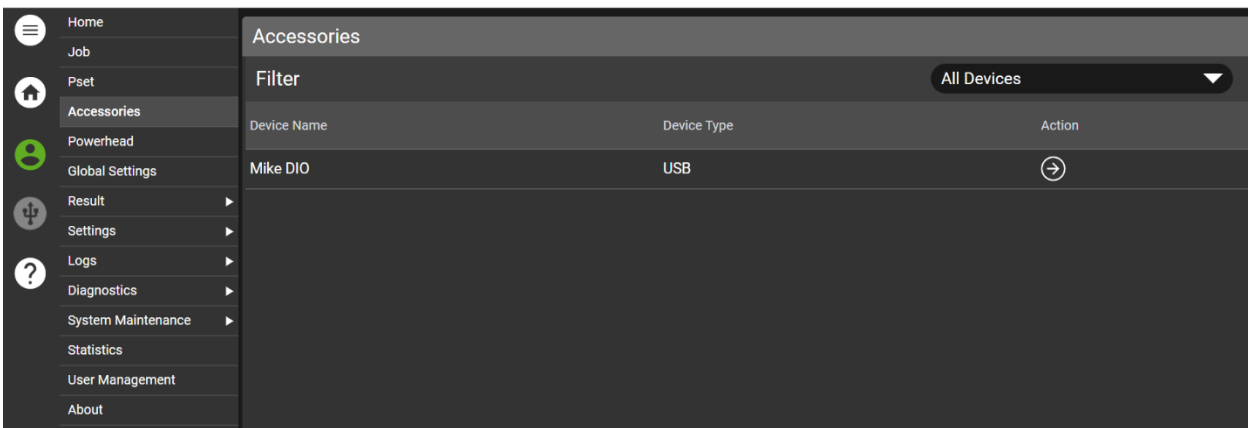 Home
Job
Pset
Accessories
Powerhead
Global Settings
Result
Settings
Logs
Diagnostics
System Maintenance
Statistics
User Management
About
Accessories
Filter
All Devices
Device Name Device Type Action
Mike DIO USB
?